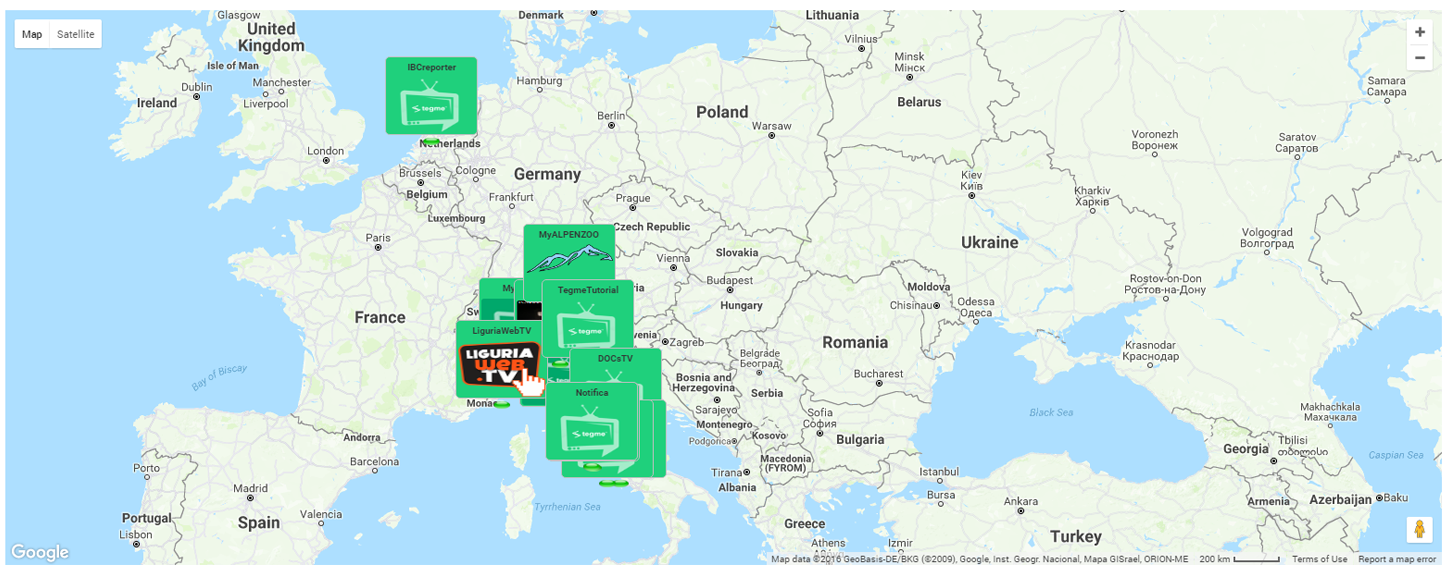 Glasgow
Denmark
Lithuania
Map
Satellite
United
Kingdom
Vilnius
Isle of Man
IBCreporter
Minsk
Мінск
Samara
Самара
Dublin
Manchester
Hamburg
Ireland
Liverpool
tegme
Berlin
Poland
Belarus
Warsaw
Voronezh
Воронеж
Saratov
Саратов
London
Netherlands
Brussels
Cologne
Germany
Kiev
Київ
Belgium
Kharkiv
Харків
Frankfurt
Prague
Luxembourg
Czech Republic
Paris
MyALPENZOO
Volgograd
Волгоград
Ukraine
Slovakia
Vienna
Budapest
Rostov-on-Don
Ростов-на-Дону
My
TegmeTutorial
Moldova
Hungary
Chisinau
Odessa
Одеса
France
LiguriaWebTV
tegme
Zagreb
Romania
LIGURIA
WEB
.TV
DOCsTV
Belgrade
Београд
Krasnodar
Краснодар
Bay of Biscay
Bosnia and
Herzegovina
Bucharest
Notifica
Serbia
Monac
Sarajevo
Makhachkala
Махачкала
Sofia
София
Black Sea
Montenegro
Andorra
tegme
Podgorica
Kosovo
Bulgaria
Tbilisi
თბილისი
Georgia
Caspian Sea
Porto
Barcelona
Macedonia
(FYROM)
Tirana
Istanbul
Albania
Madrid
Bursa
Ankara
Armenia
Azerbaijan
Baku
Tyrrhenian Sea
Portugal
Spain
Valencia
Greece
Turkey
Lisbon
Athens
Izmir
Google
Map data ©2016 GeoBasis-DE/BKG (©2009), Google, Inst. Geogr. Nacional, Mapa GISrael, ORION-ME
200 km
Terms of Use
Report a map error